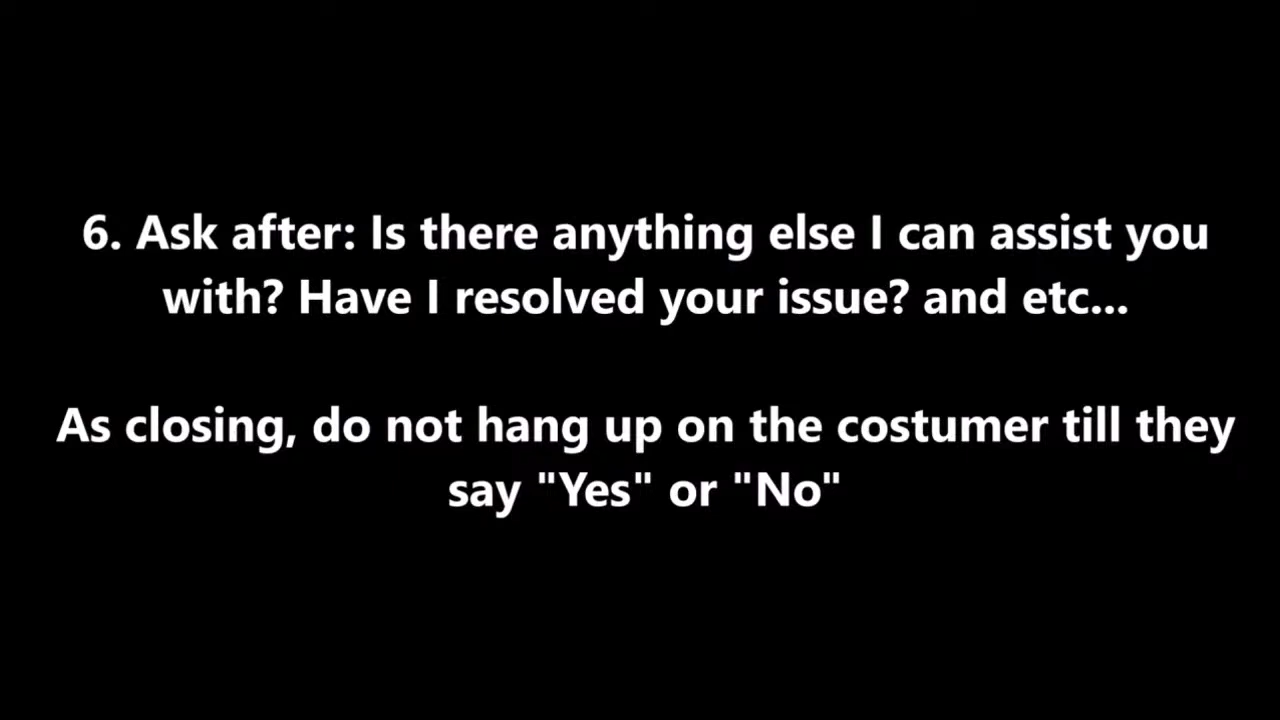 6. Ask after: Is there anything else I can assist you
with? Have I resolved your issue? and etc...
As closing, do not hang up on the costumer till they
say "Yes" or "No"